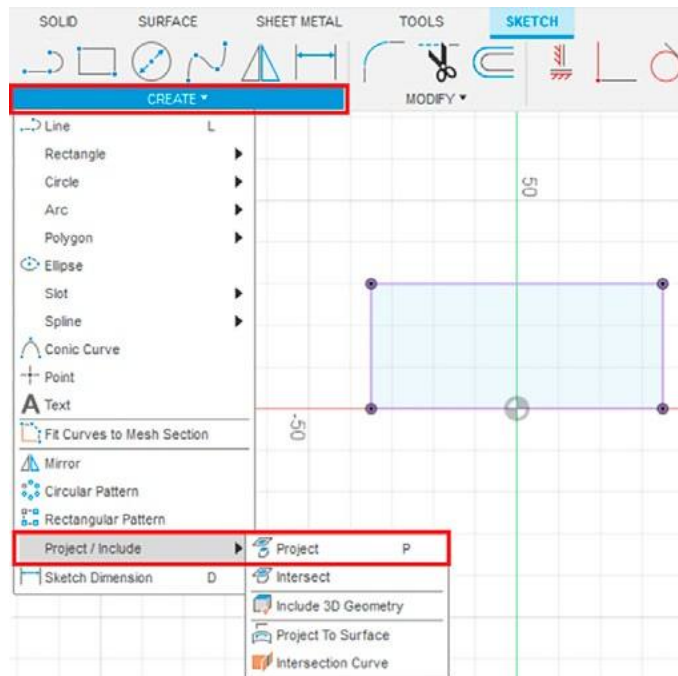 SOLID SURFACE SHEET METAL TOOLS SKETCH
CREATE ▾ MODIFY ▾
Line L
Rectangle
Circle
Arc
Polygon
Ellipse
Slot
Spline
Conic Curve
Point
A Text
Fit Curves to Mesh Section
Mirror
Circular Pattern
Rectangular Pattern
Project / Include
Sketch Dimension D
Project P
Intersect
Include 3D Geometry
Project To Surface
Intersection Curve
50
-50